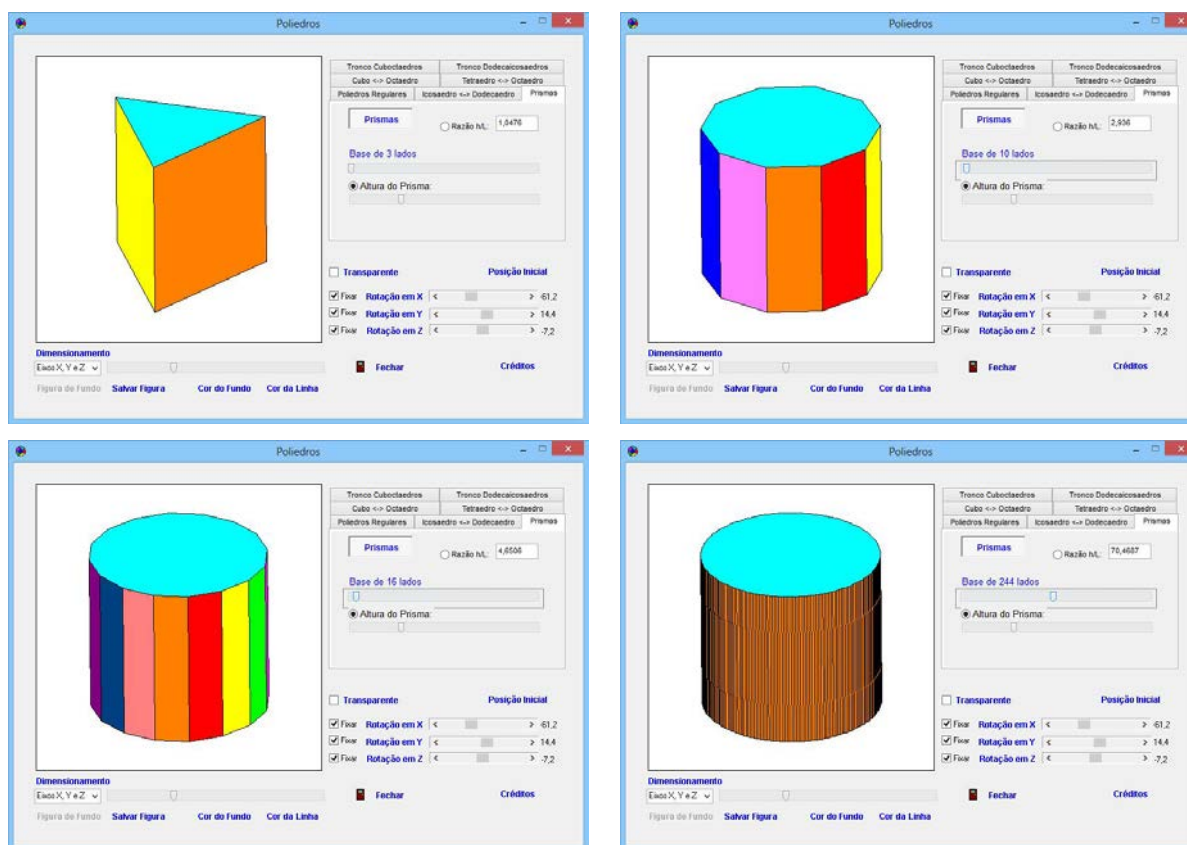 Poliedros
Tronco Cuboctaedros Tronco Dodecaicosaedros
Cubo <-> Octaedro Tetraedro <-> Octaedro
Poliedros Regulares Icosaedro <-> Dodecaedro Prismas
Prismas Razão h/L: 1,0476
Base de 3 lados
Altura do Prisma:
Transparente Posição Inicial
Fixar Rotação em X < > -61,2
Fixar Rotação em Y < > 14,4
Fixar Rotação em Z < > -7,2
Dimensionamento
Eixos X, Y e Z Fechar Créditos
Figura de Fundo Salvar Figura Cor do Fundo Cor da Linha
Poliedros
Tronco Cuboctaedros Tronco Dodecaicosaedros
Cubo <-> Octaedro Tetraedro <-> Octaedro
Poliedros Regulares Icosaedro <-> Dodecaedro Prismas
Prismas Razão h/L: 2,936
Base de 10 lados
Altura do Prisma:
Transparente Posição Inicial
Fixar Rotação em X < > -61,2
Fixar Rotação em Y < > 14,4
Fixar Rotação em Z < > -7,2
Dimensionamento
Eixos X, Y e Z Fechar Créditos
Figura de Fundo Salvar Figura Cor do Fundo Cor da Linha
Poliedros
Tronco Cuboctaedros Tronco Dodecaicosaedros
Cubo <-> Octaedro Tetraedro <-> Octaedro
Poliedros Regulares Icosaedro <-> Dodecaedro Prismas
Prismas Razão h/L: 4,6506
Base de 16 lados
Altura do Prisma:
Transparente Posição Inicial
Fixar Rotação em X < > -61,2
Fixar Rotação em Y < > 14,4
Fixar Rotação em Z < > -7,2
Dimensionamento
Eixos X, Y e Z Fechar Créditos
Figura de Fundo Salvar Figura Cor do Fundo Cor da Linha
Poliedros
Tronco Cuboctaedros Tronco Dodecaicosaedros
Cubo <-> Octaedro Tetraedro <-> Octaedro
Poliedros Regulares Icosaedro <-> Dodecaedro Prismas
Prismas Razão h/L: 70,4687
Base de 244 lados
Altura do Prisma:
Transparente Posição Inicial
Fixar Rotação em X < > -61,2
Fixar Rotação em Y < > 14,4
Fixar Rotação em Z < > -7,2
Dimensionamento
Eixos X, Y e Z Fechar Créditos
Figura de Fundo Salvar Figura Cor do Fundo Cor da Linha